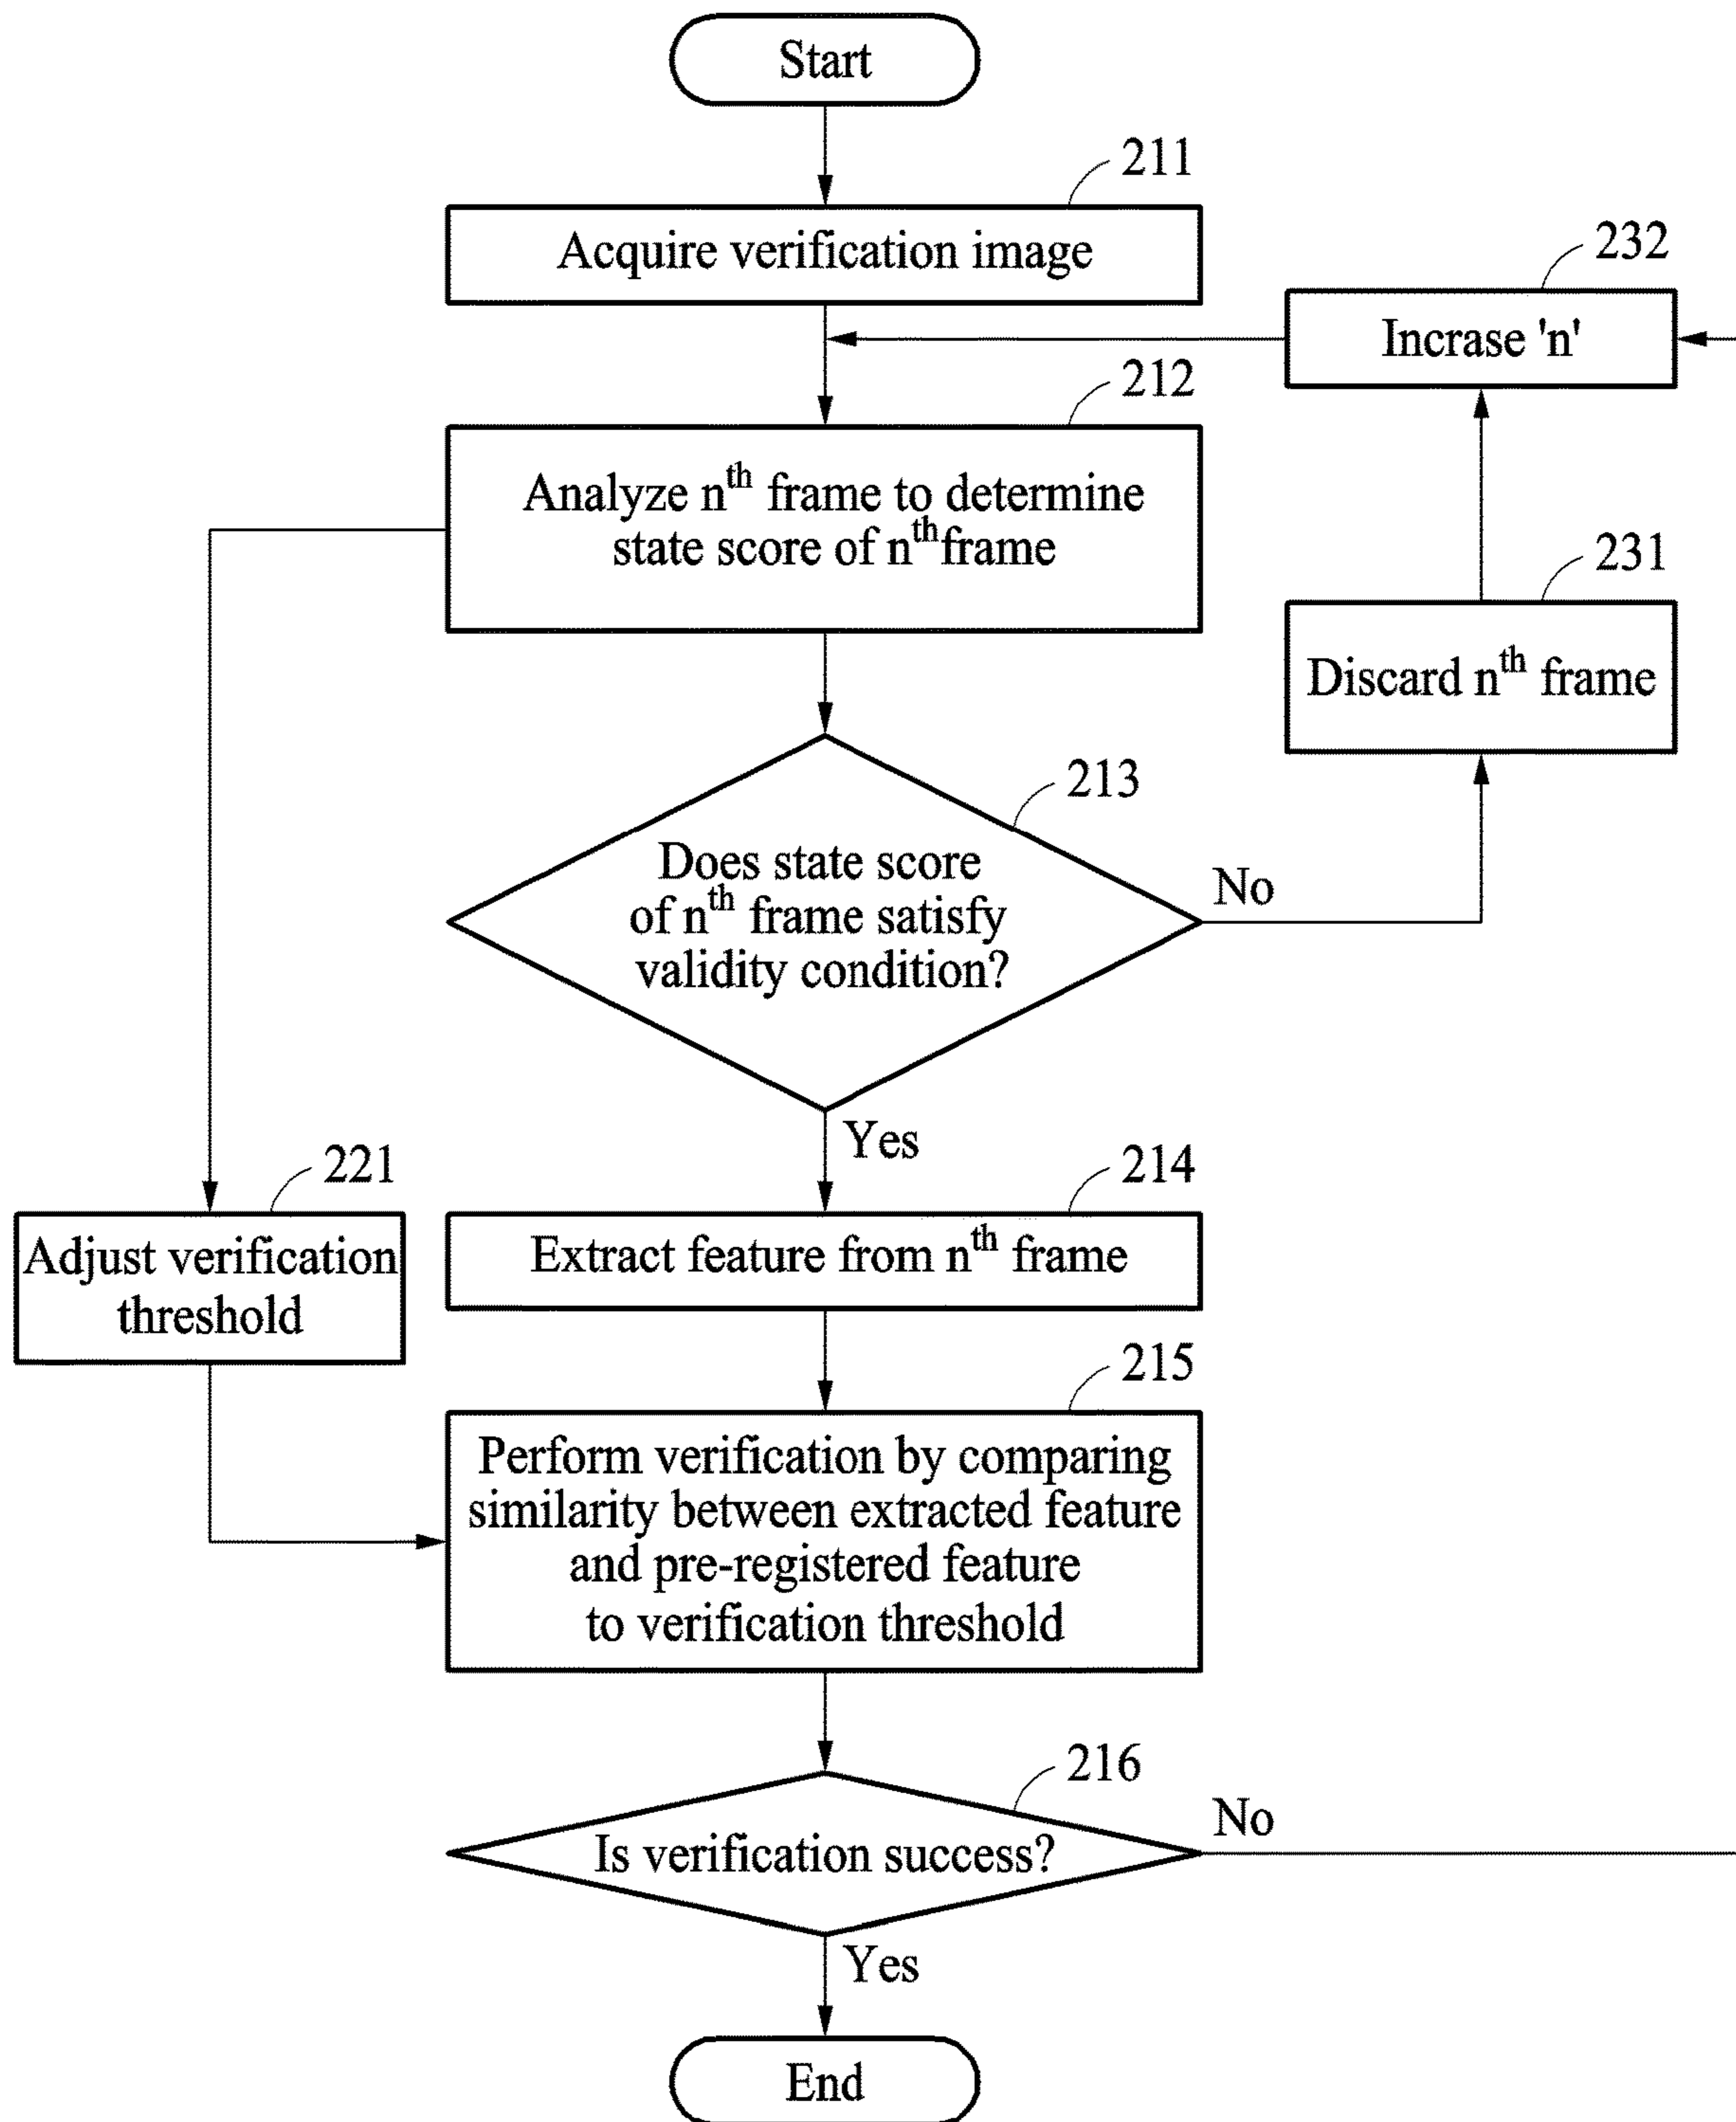 Start
211
Acquire verification image
232
Incrase 'n'
212
Analyze nth frame to determine
state score of nthframe
231
Discard nth frame
213
Does state score
of nth frame satisfy
validity condition?
No
Yes
221
Adjust verification
threshold
214
Extract feature from nth frame
215
Perform verification by comparing
similarity between extracted feature
and pre-registered feature
to verification threshold
216
Is verification success?
No
Yes
End